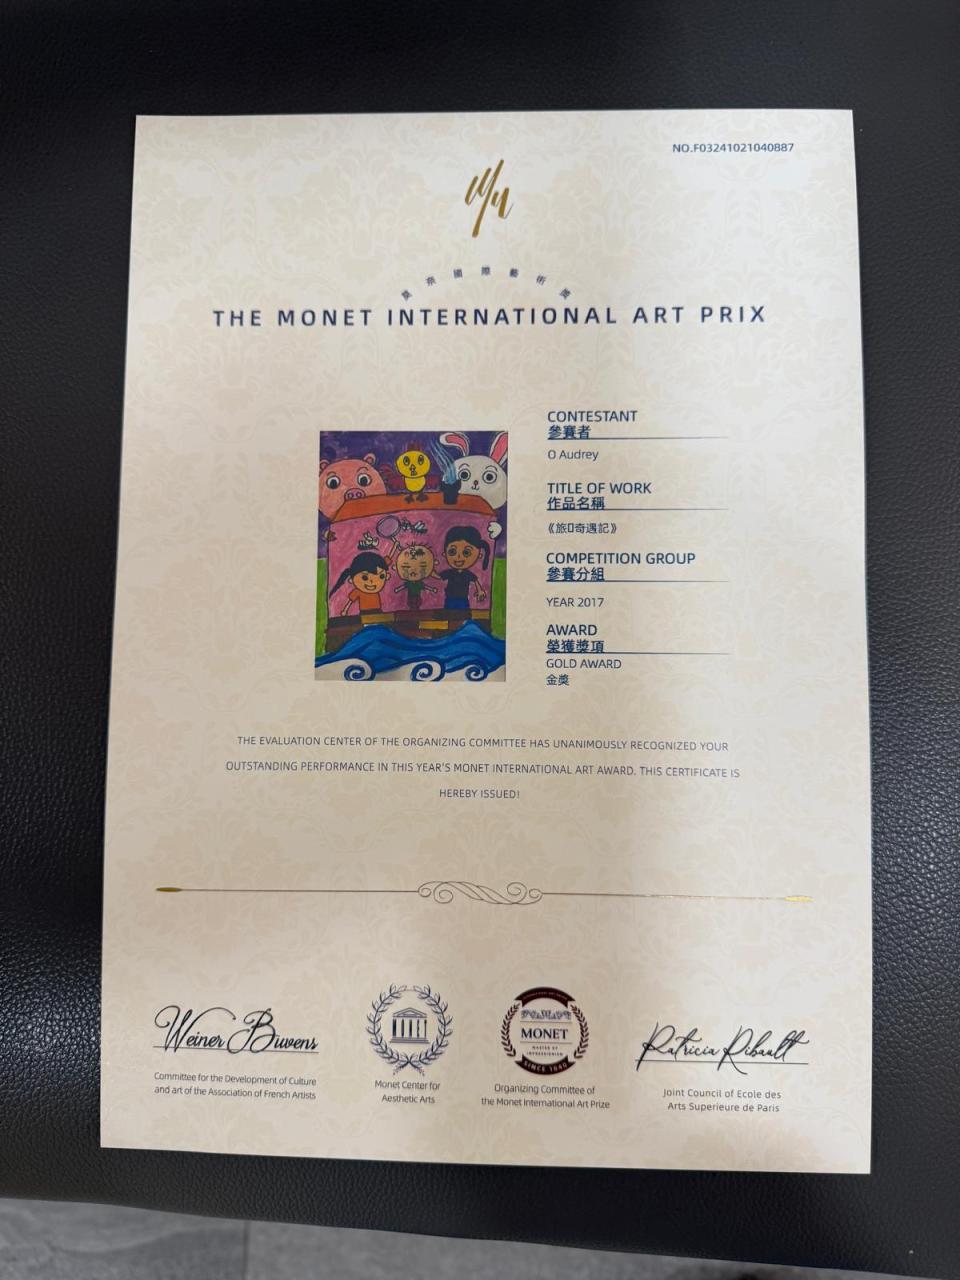 NO.F03241021040887
莫奈國際藝術獎
THE MONET INTERNATIONAL ART PRIX
CONTESTANT
參賽者
O Audrey
TITLE OF WORK
作品名稱
《旅□奇遇記》
COMPETITION GROUP
參賽分組
YEAR 2017
AWARD
榮獲獎項
GOLD AWARD
金獎
THE EVALUATION CENTER OF THE ORGANIZING COMMITTEE HAS UNANIMOUSLY RECOGNIZED YOUR
OUTSTANDING PERFORMANCE IN THIS YEAR'S MONET INTERNATIONAL ART AWARD. THIS CERTIFICATE IS
HEREBY ISSUED!
Weiner Buvens
Committee for the Development of Culture
and art of the Association of French Artists
Monet Center for
Aesthetic Arts
MONET
MASTER OF
IMPRESSIONISM
SINCE 1840
Organizing Committee of
the Monet International Art Prize
Patricia Ribault
Joint Council of Ecole des
Arts Superieure de Paris